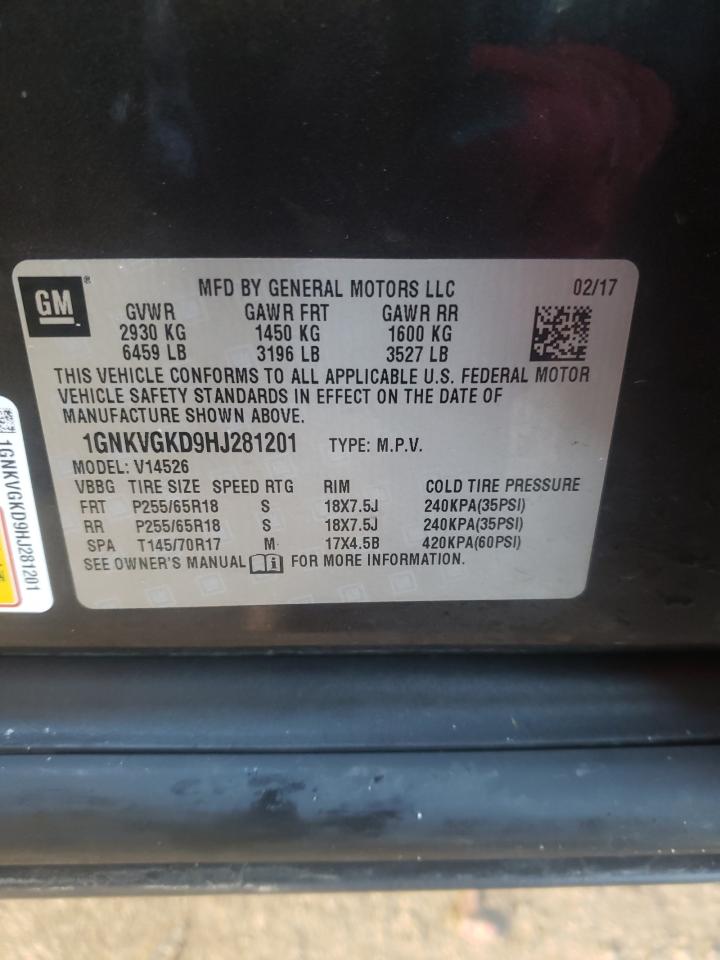 GM®
MFD BY GENERAL MOTORS LLC 02/17
GVWR GAWR FRT GAWR RR
2930 KG 1450 KG 1600 KG
6459 LB 3196 LB 3527 LB
THIS VEHICLE CONFORMS TO ALL APPLICABLE U.S. FEDERAL MOTOR
VEHICLE SAFETY STANDARDS IN EFFECT ON THE DATE OF
MANUFACTURE SHOWN ABOVE.
1GNKVGKD9HJ281201 TYPE: M.P.V.
MODEL: V14526
VBBG TIRE SIZE SPEED RTG RIM COLD TIRE PRESSURE
FRT P255/65R18 S 18X7.5J 240KPA(35PSI)
RR P255/65R18 S 18X7.5J 240KPA(35PSI)
SPA T145/70R17 M 17X4.5B 420KPA(60PSI)
SEE OWNER'S MANUAL i FOR MORE INFORMATION.
1GNKVGKD9HJ281201